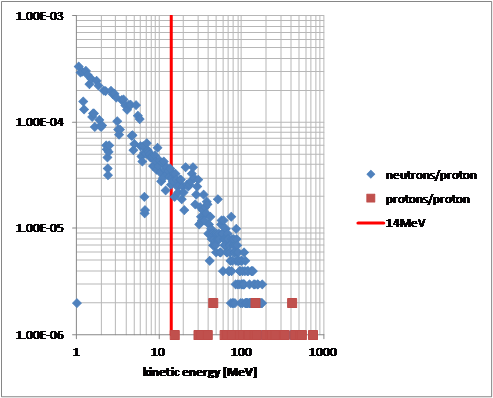 1.00E-03
1.00E-04
1.00E-05
1.00E-06
1 10 100 1000
kinetic energy [MeV]
neutrons/proton
protons/proton
14MeV